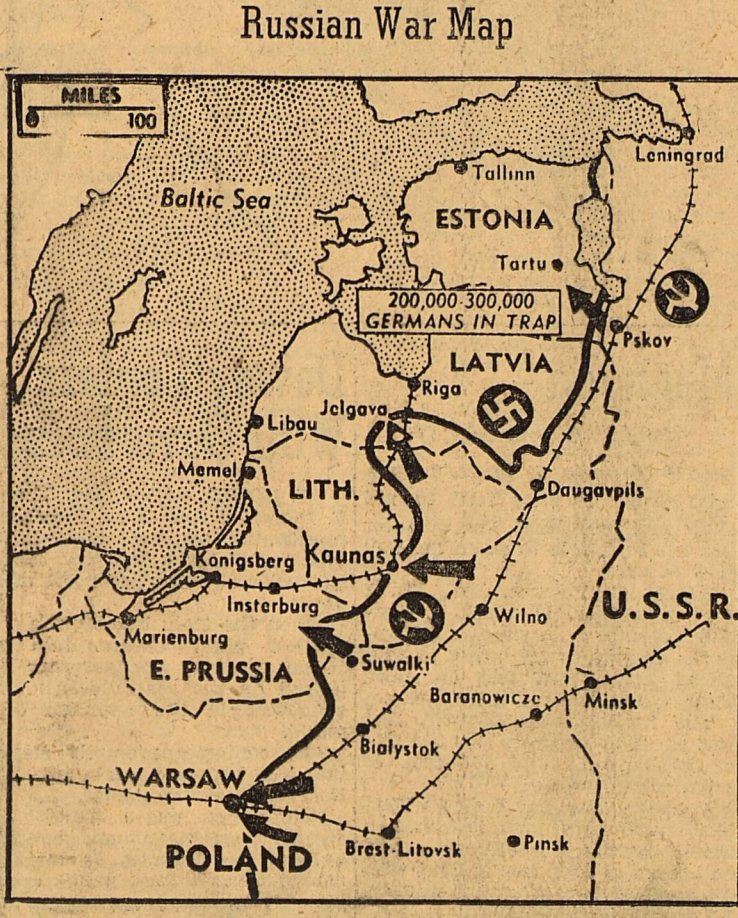 Russian War Map
MILES
0 100
Leningrad
Tallinn
Baltic Sea
ESTONIA
Tartu
200,000-300,000
GERMANS IN TRAP
Pskov
LATVIA
Riga
Jelgava
Libau
Memel
LITH.
Daugavpils
Konigsberg
Kaunas
Insterburg
U.S.S.R.
Wilno
Marienburg
E. PRUSSIA
Suwalki
Baranowicze
Minsk
Bialystok
WARSAW
Brest-Litovsk
Pinsk
POLAND